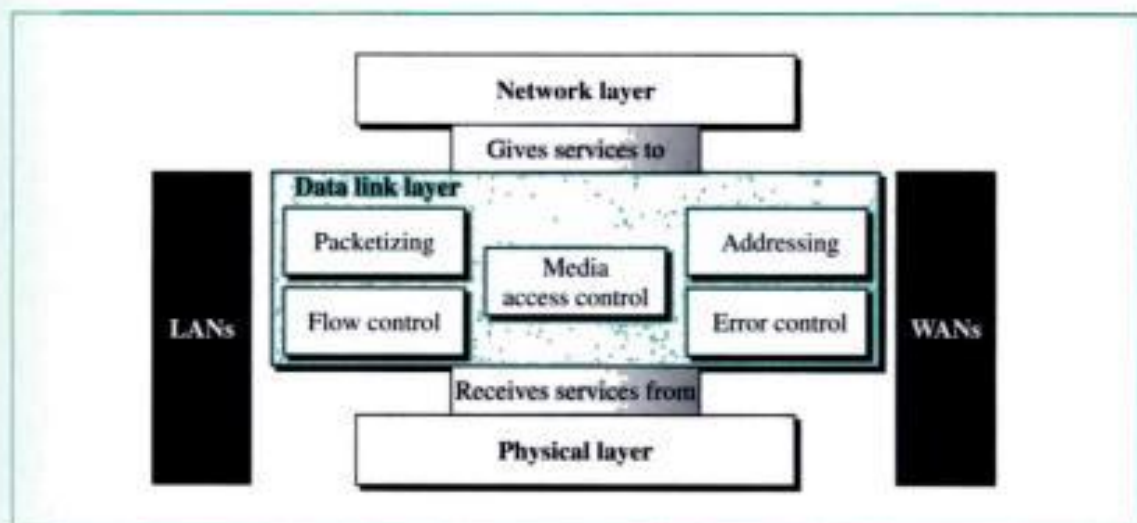 Network layer
Gives services to
Data link layer
Packetizing
Addressing
Media
access control
Flow control
Error control
LANs
WANs
Receives services from
Physical layer